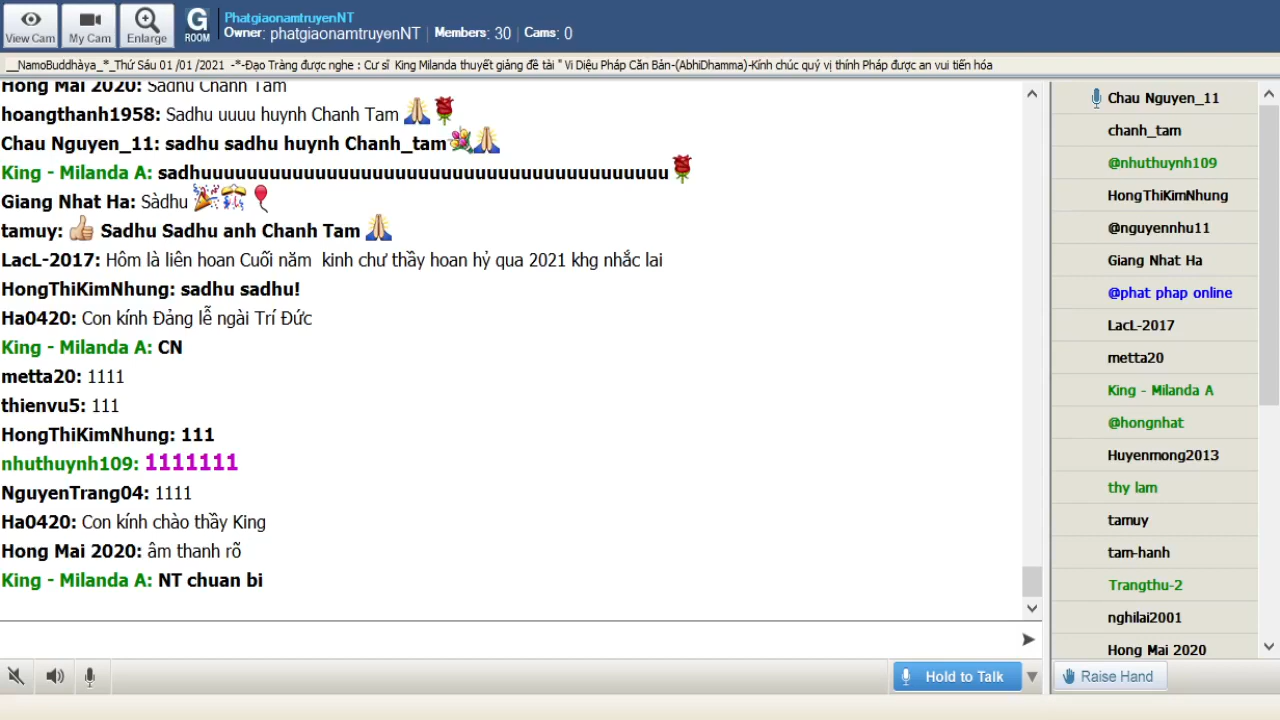 View Cam
My Cam
Enlarge
G
ROOM
PhatgiaonamtruyenNT
Owner: phatgiaonamtruyenNT | Members: 30 | Cams: 0
__NamoBuddhàya_*_Thứ Sáu 01 /01 /2021 -*-Đạo Tràng được nghe : Cư sĩ King Milanda thuyết giảng đề tài " Vi Diệu Pháp Căn Bản-(AbhiDhamma)-Kính chúc quý vị thính Pháp được an vui tiến hóa
Hong Mai 2020: Sadhu Chanh Tam
hoangthanh1958: Sadhu uuuu huynh Chanh Tam
Chau Nguyen_11: sadhu sadhu huynh Chanh_tam
King - Milanda A: sadhuuuuuuuuuuuuuuuuuuuuuuuuuuuuuuuuuuuuuuuuu
Giang Nhat Ha: Sàdhu
tamuy: Sadhu Sadhu anh Chanh Tam
LacL-2017: Hôm là liên hoan Cuối năm kinh chư thầy hoan hỷ qua 2021 khg nhắc lai
HongThiKimNhung: sadhu sadhu!
Ha0420: Con kính Đảng lễ ngài Trí Đức
King - Milanda A: CN
metta20: 1111
thienvu5: 111
HongThiKimNhung: 111
nhuthuynh109: 1111111
NguyenTrang04: 1111
Ha0420: Con kính chào thầy King
Hong Mai 2020: âm thanh rõ
King - Milanda A: NT chuan bi
Hold to Talk
Chau Nguyen_11
chanh_tam
@nhuthuynh109
HongThiKimNhung
@nguyennhu11
Giang Nhat Ha
@phat phap online
LacL-2017
metta20
King - Milanda A
@hongnhat
Huyenmong2013
thy lam
tamuy
tam-hanh
Trangthu-2
nghilai2001
Hong Mai 2020
Raise Hand